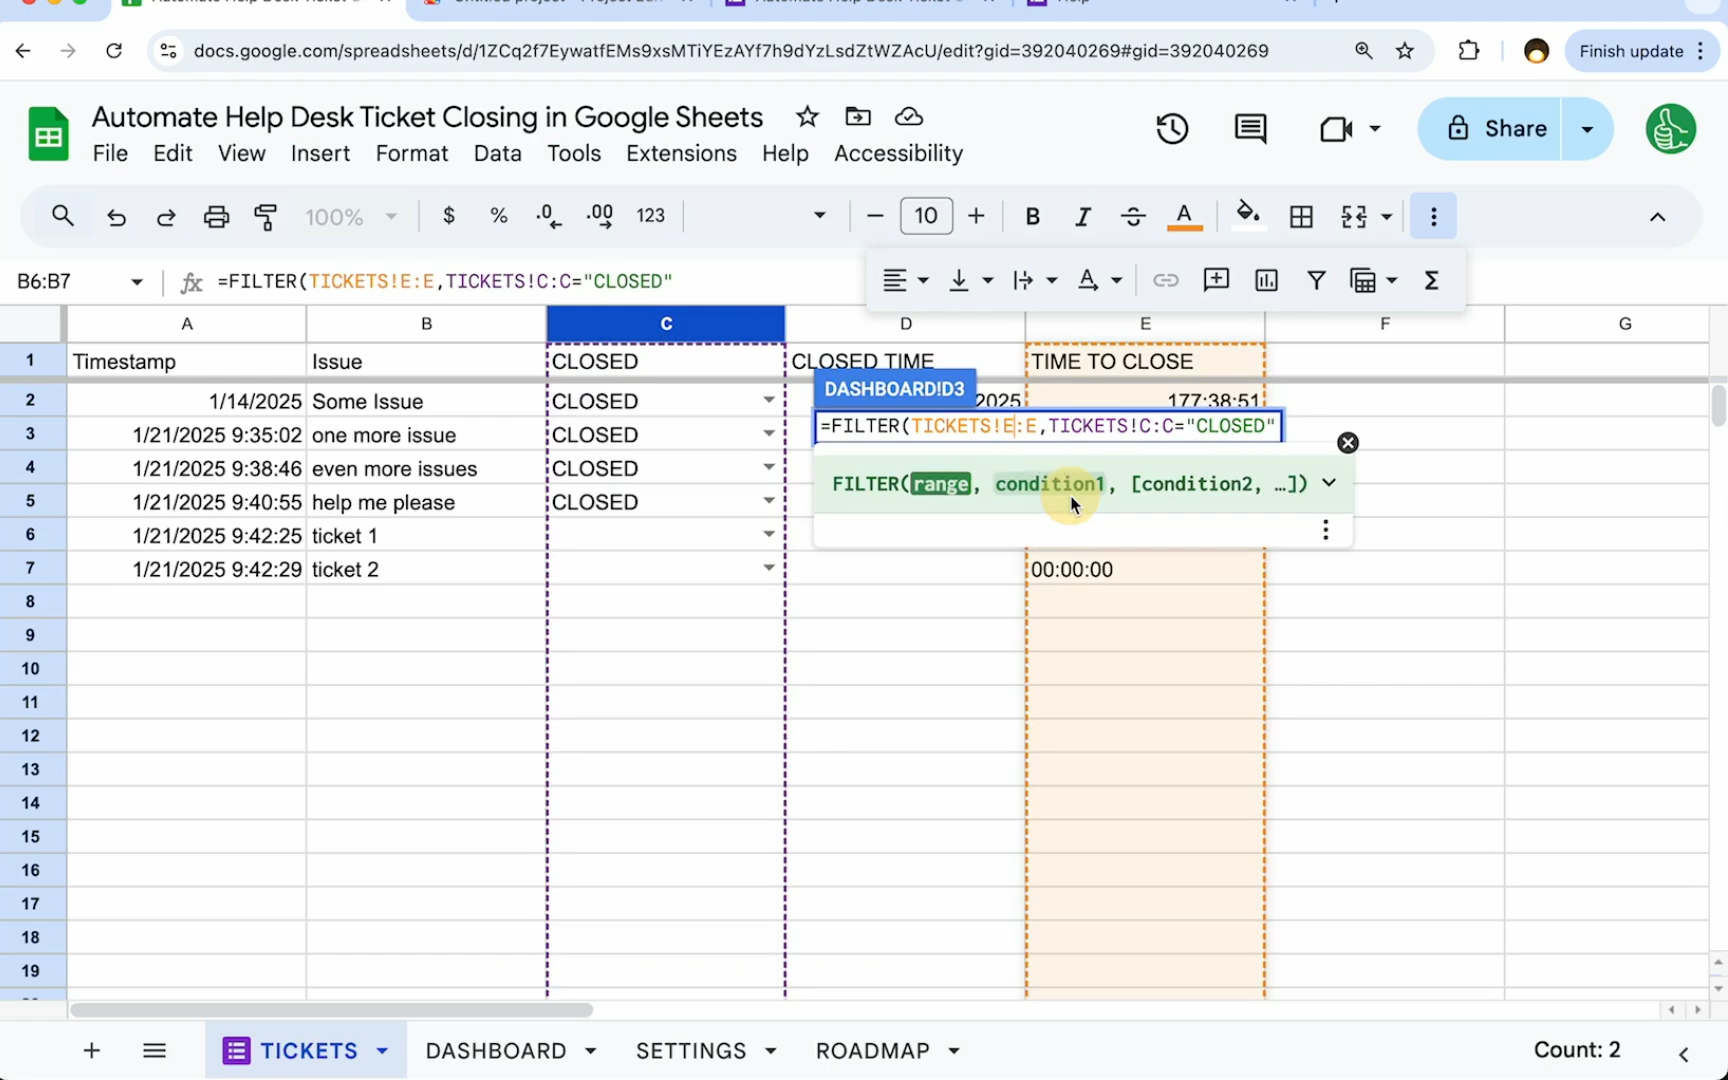 docs.google.com/spreadsheets/d/1ZCq2f7EywatfEMs9xsMTiYEzAYf7h9dYzLsdZtWZAcU/edit?gid=392040269#gid=392040269
Finish update
Automate Help Desk Ticket Closing in Google Sheets
Share
File Edit View Insert Format Data Tools Extensions Help Accessibility
100% $ % .0 .00 123 10 B I A
B6:B7 fx =FILTER(TICKETS!E:E,TICKETS!C:C="CLOSED"
A B C D E F G
1 Timestamp Issue CLOSED CLOSED TIME TIME TO CLOSE
DASHBOARD!D3
2 1/14/2025 Some Issue CLOSED 2025 177:38:51
3 1/21/2025 9:35:02 one more issue CLOSED =FILTER(TICKETS!E:E,TICKETS!C:C="CLOSED"
4 1/21/2025 9:38:46 even more issues CLOSED
FILTER(range, condition1, [condition2, …])
5 1/21/2025 9:40:55 help me please CLOSED
6 1/21/2025 9:42:25 ticket 1
7 1/21/2025 9:42:29 ticket 2 00:00:00
8
9
10
11
12
13
14
15
16
17
18
19
TICKETS DASHBOARD SETTINGS ROADMAP Count: 2